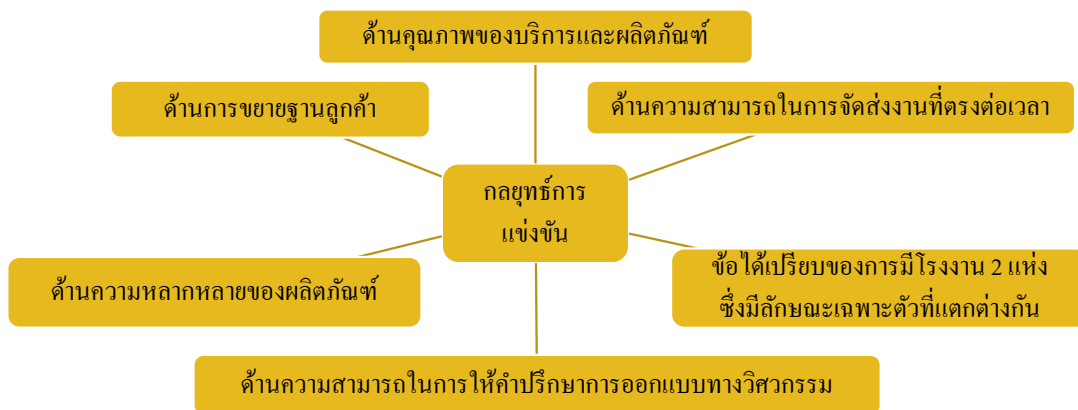 ด้านคุณภาพของบริการและผลิตภัณฑ์
ด้านการขยายฐานลูกค้า
ด้านความสามารถในการจัดส่งงานที่ตรงต่อเวลา
กลยุทธ์การ
แข่งขัน
ด้านความหลากหลายของผลิตภัณฑ์
ข้อได้เปรียบของการมีโรงงาน 2 แห่ง
ซึ่งมีลักษณะเฉพาะตัวที่แตกต่างกัน
ด้านความสามารถในการให้คำปรึกษาการออกแบบทางวิศวกรรม